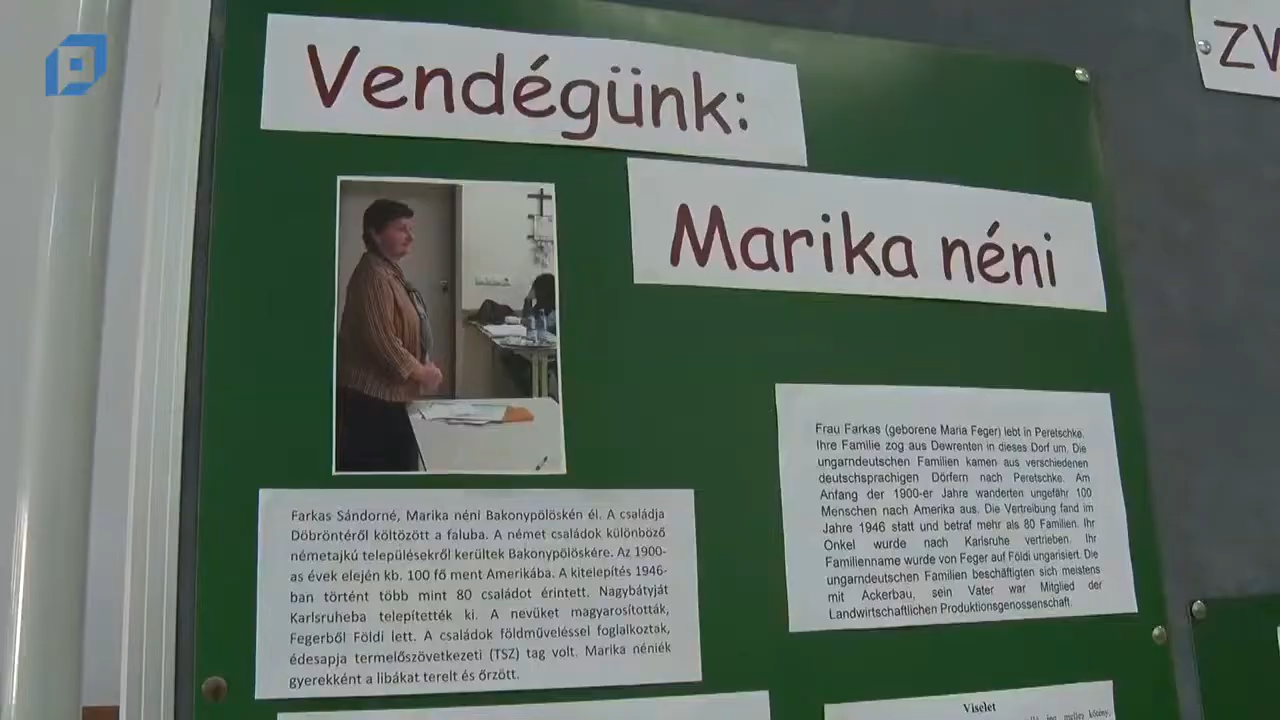 Vendégünk:
Marika néni
ZV
Farkas Sándorné, Marika néni Bakonypölöskén él. A családja
Döbröntéről költözött a faluba. A német családok különböző
németajkú településekről kerültek Bakonypölöskére. Az 1900-
as évek elején kb. 100 fő ment Amerikába. A kitelepítés 1946-
ban történt több mint 80 családot érintett. Nagybátyját
Karlsruheba telepítették ki. A nevüket magyarosították,
Fegerből Földi lett. A családok földműveléssel foglalkoztak,
édesapja termelőszövetkezeti (TSZ) tag volt. Marika néniék
gyerekként a libákat terelt és őrzött.
Frau Farkas (geborene Maria Feger) lebt in Peretschke.
Ihre Familie zog aus Dewrenten in dieses Dorf um. Die
ungarndeutschen Familien kamen aus verschiedenen
deutschsprachigen Dörfern nach Peretschke. Am
Anfang der 1900-er Jahre wanderten ungefähr 100
Menschen nach Amerika aus. Die Vertreibung fand im
Jahre 1946 statt und betraf mehr als 80 Familien. Ihr
Onkel wurde nach Karlsruhe vertrieben. Ihr
Familienname wurde von Feger auf Földi ungarisiert. Die
ungarndeutschen Familien beschäftigten sich meistens
mit Ackerbau, sein Vater war Mitglied der
Landwirtschaftlichen Produktionsgenossenschaft.
Viselet